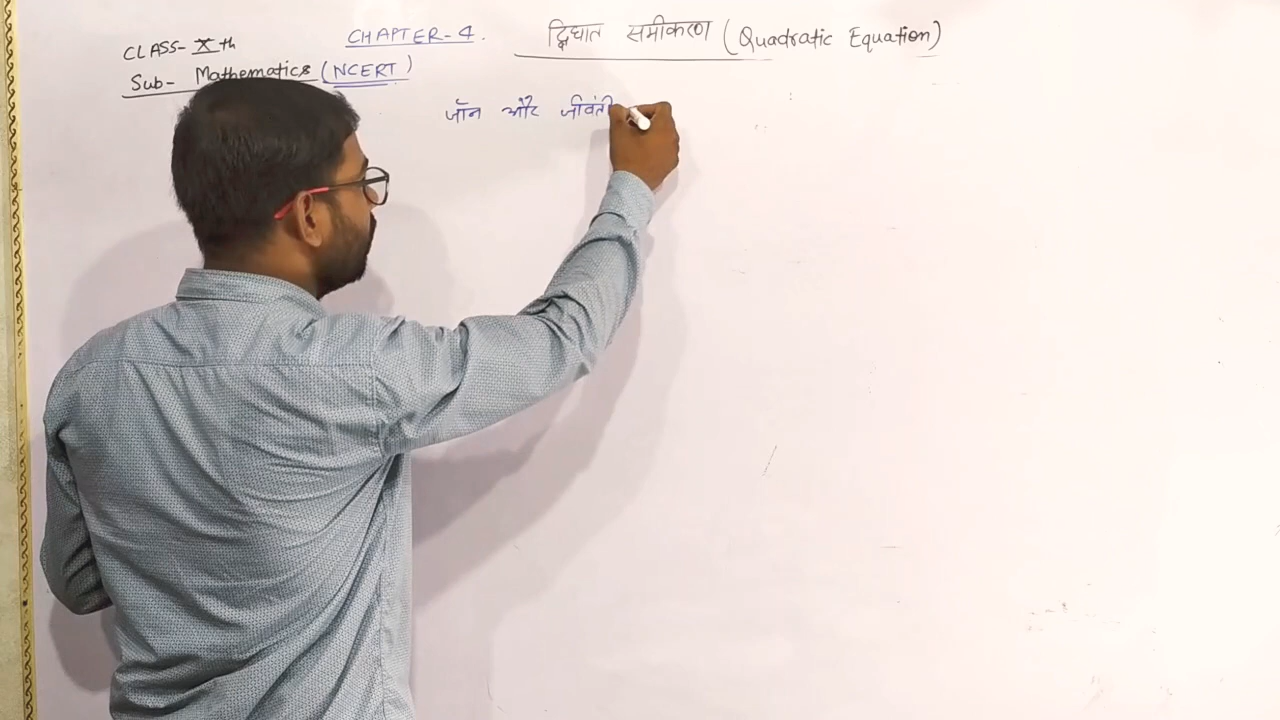 CLASS- Xth
CHAPTER-4.
द्विघात समीकरण (Quadratic Equation)
Sub- Mathematics (NCERT)
जॉन और जीवंती